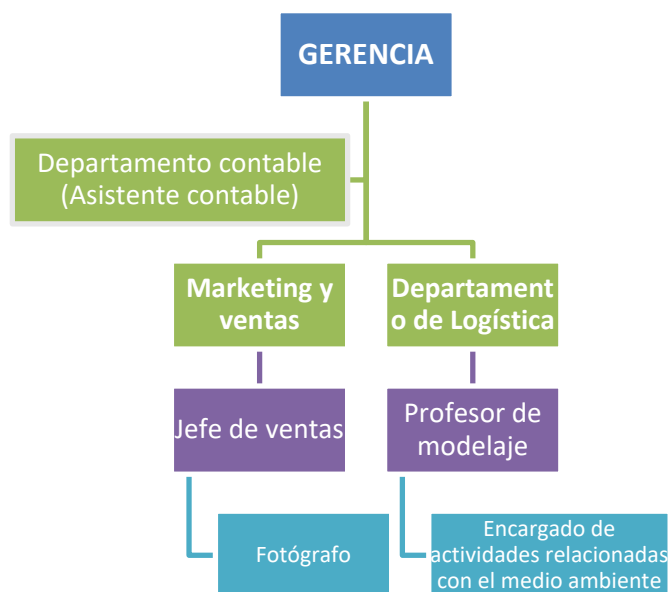 GERENCIA
Departamento contable
(Asistente contable)
Marketing y
ventas
Departament
o de Logística
Jefe de ventas
Profesor de
modelaje
Fotógrafo
Encargado de
actividades relacionadas
con el medio ambiente